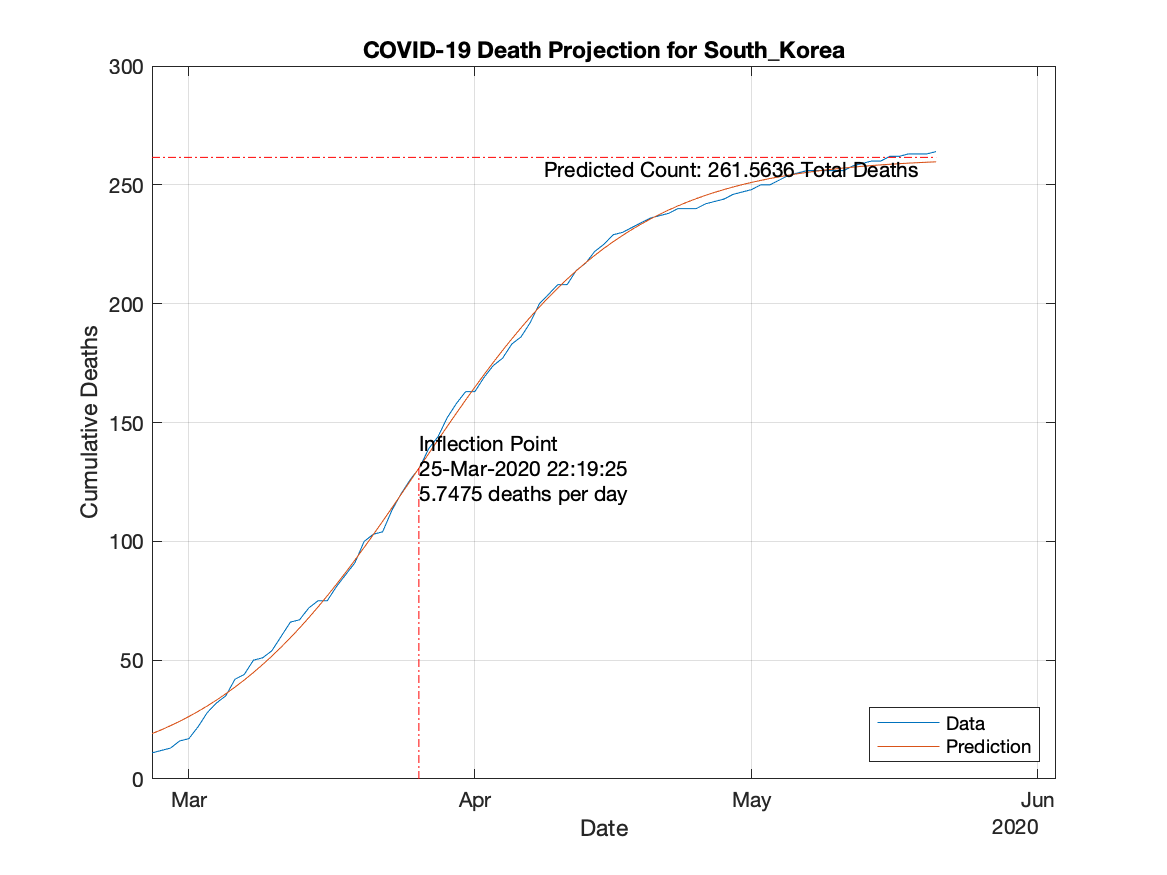 COVID-19 Death Projection for South_Korea
300
250
200
150
100
50
0
Cumulative Deaths
Predicted Count: 261.5636 Total Deaths
Inflection Point
25-Mar-2020 22:19:25
5.7475 deaths per day
Data
Prediction
Mar Apr May Jun
Date
2020